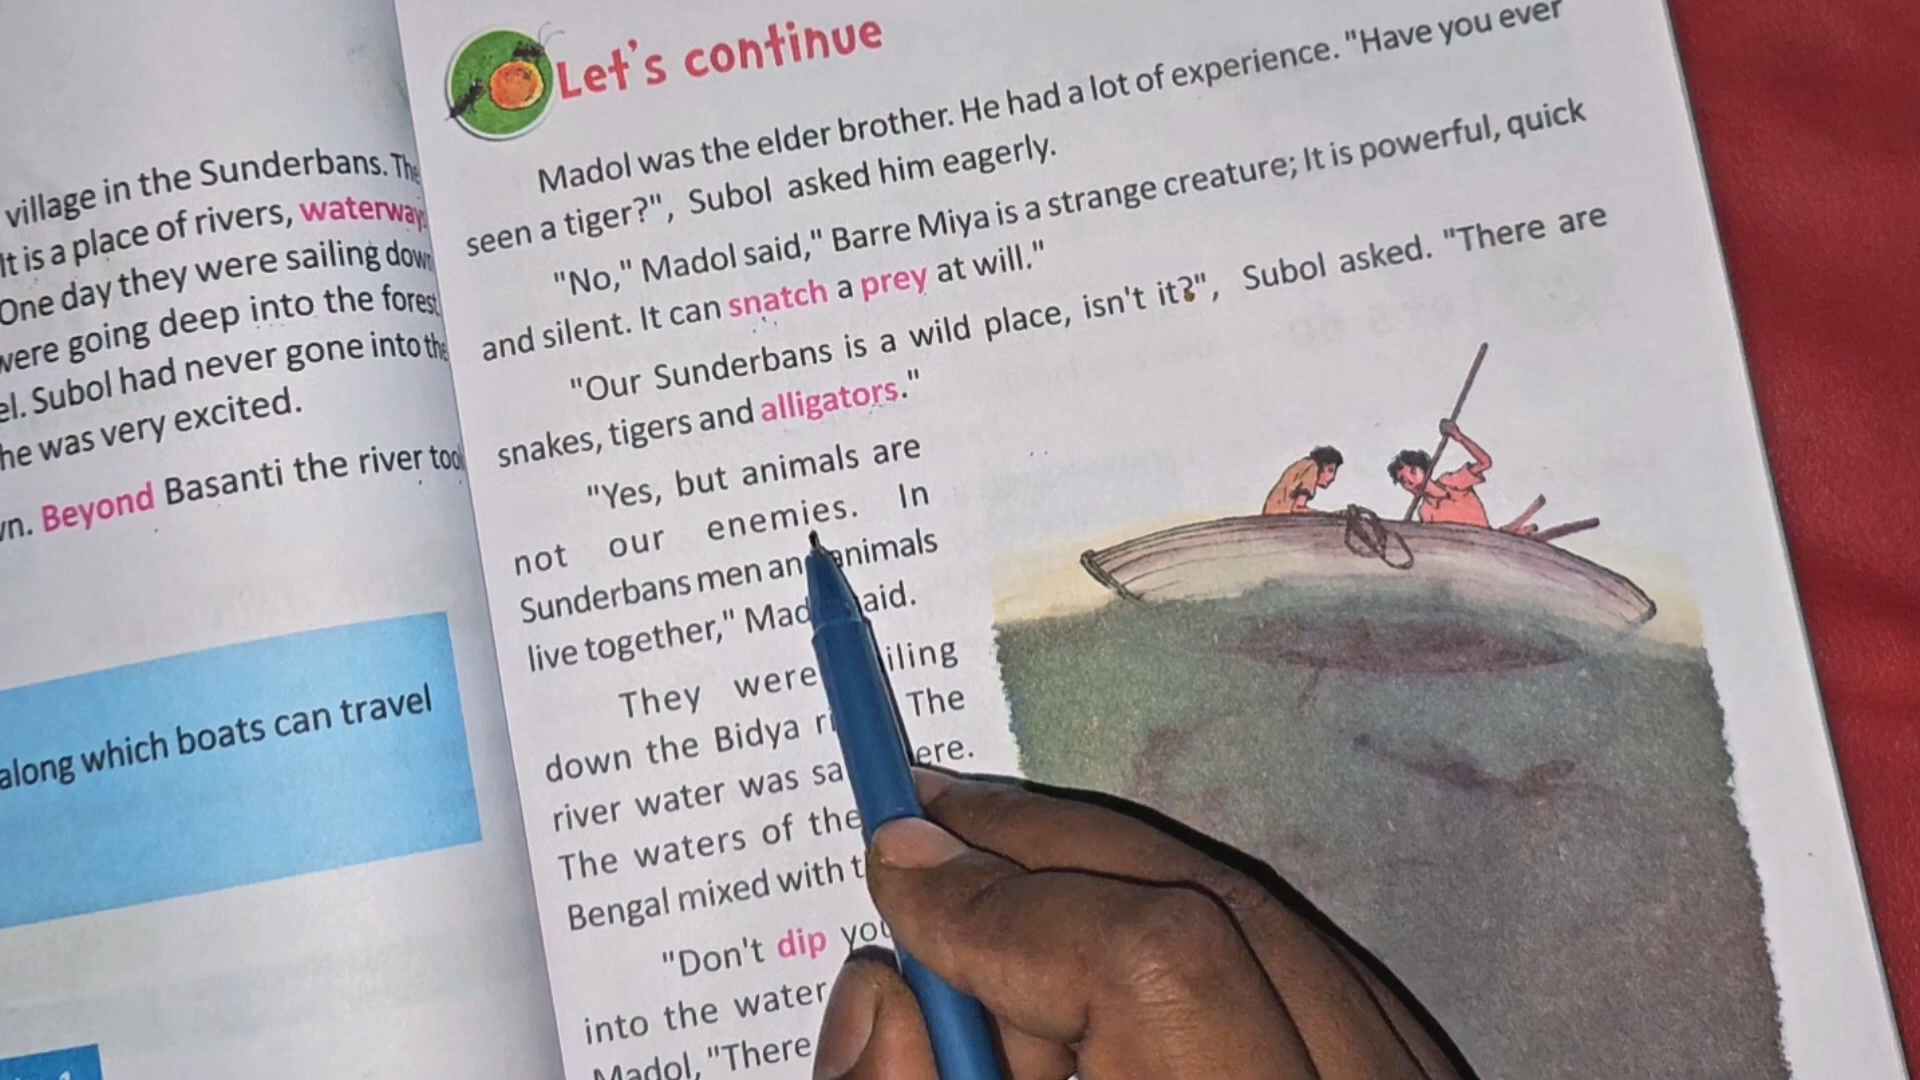 village in the Sunderbans. The
It is a place of rivers, waterways
One day they were sailing down
were going deep into the forest
Subol had never gone into the
he was very excited.
Beyond Basanti the river took
along which boats can travel
Let's continue
Madol was the elder brother. He had a lot of experience. "Have you ever
seen a tiger?", Subol asked him eagerly.
"No," Madol said," Barre Miya is a strange creature; It is powerful, quick
and silent. It can snatch a prey at will."
"Our Sunderbans is a wild place, isn't it?", Subol asked. "There are
snakes, tigers and alligators."
"Yes, but animals are
not our enemies. In
Sunderbans men an animals
live together," Mad said.
They were iling
down the Bidya ri The
river water was sa ere.
The waters of the
Bengal mixed with t
"Don't dip you
into the water
Madol, "There